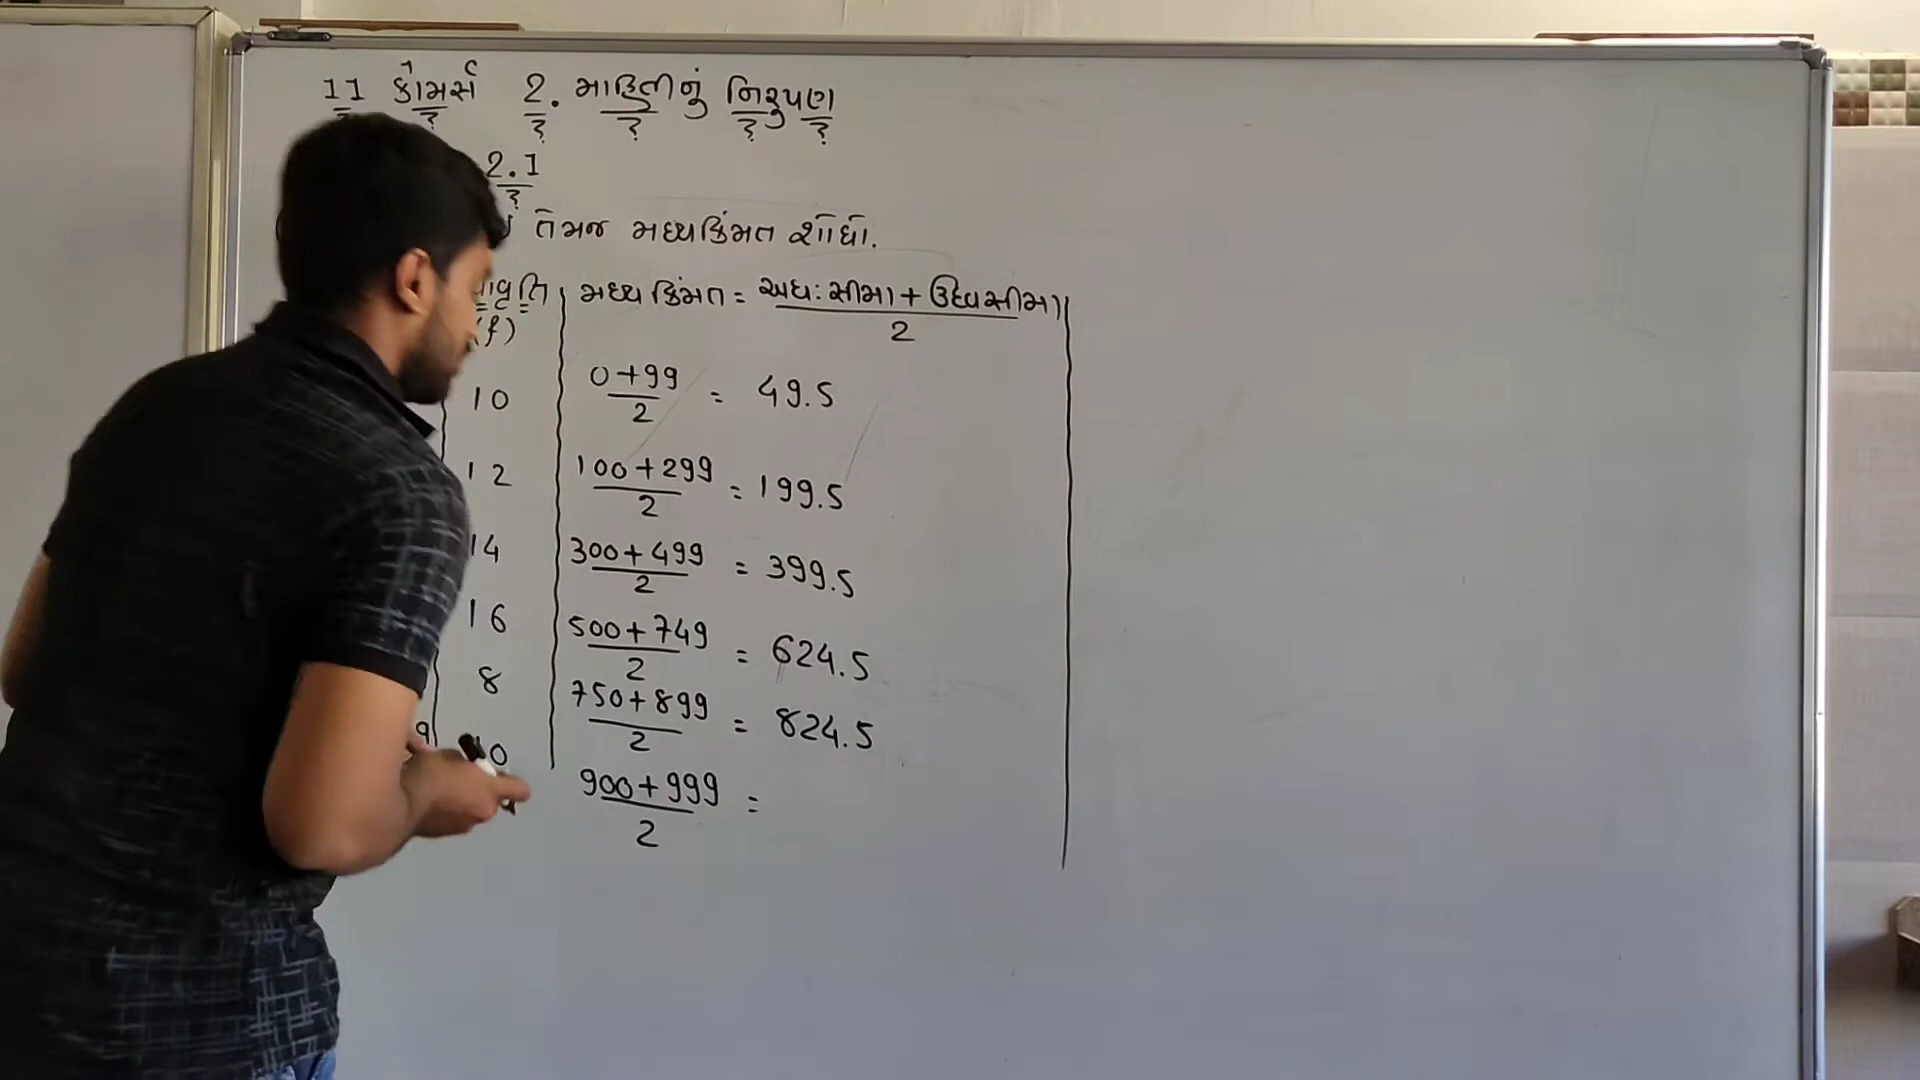 11 કોમર્સ 2. માહિતીનું નિરૂપણ
2.1
તેમજ મધ્યકિંમત શોધો.
મધ્ય કિંમત = અધઃસીમા + ઉર્ધ્વસીમા / 2
(f)
10 0+99 / 2 = 49.5
12 100+299 / 2 = 199.5
14 300+499 / 2 = 399.5
16 500+749 / 2 = 624.5
8 750+899 / 2 = 824.5
9 10 900+999 / 2 =